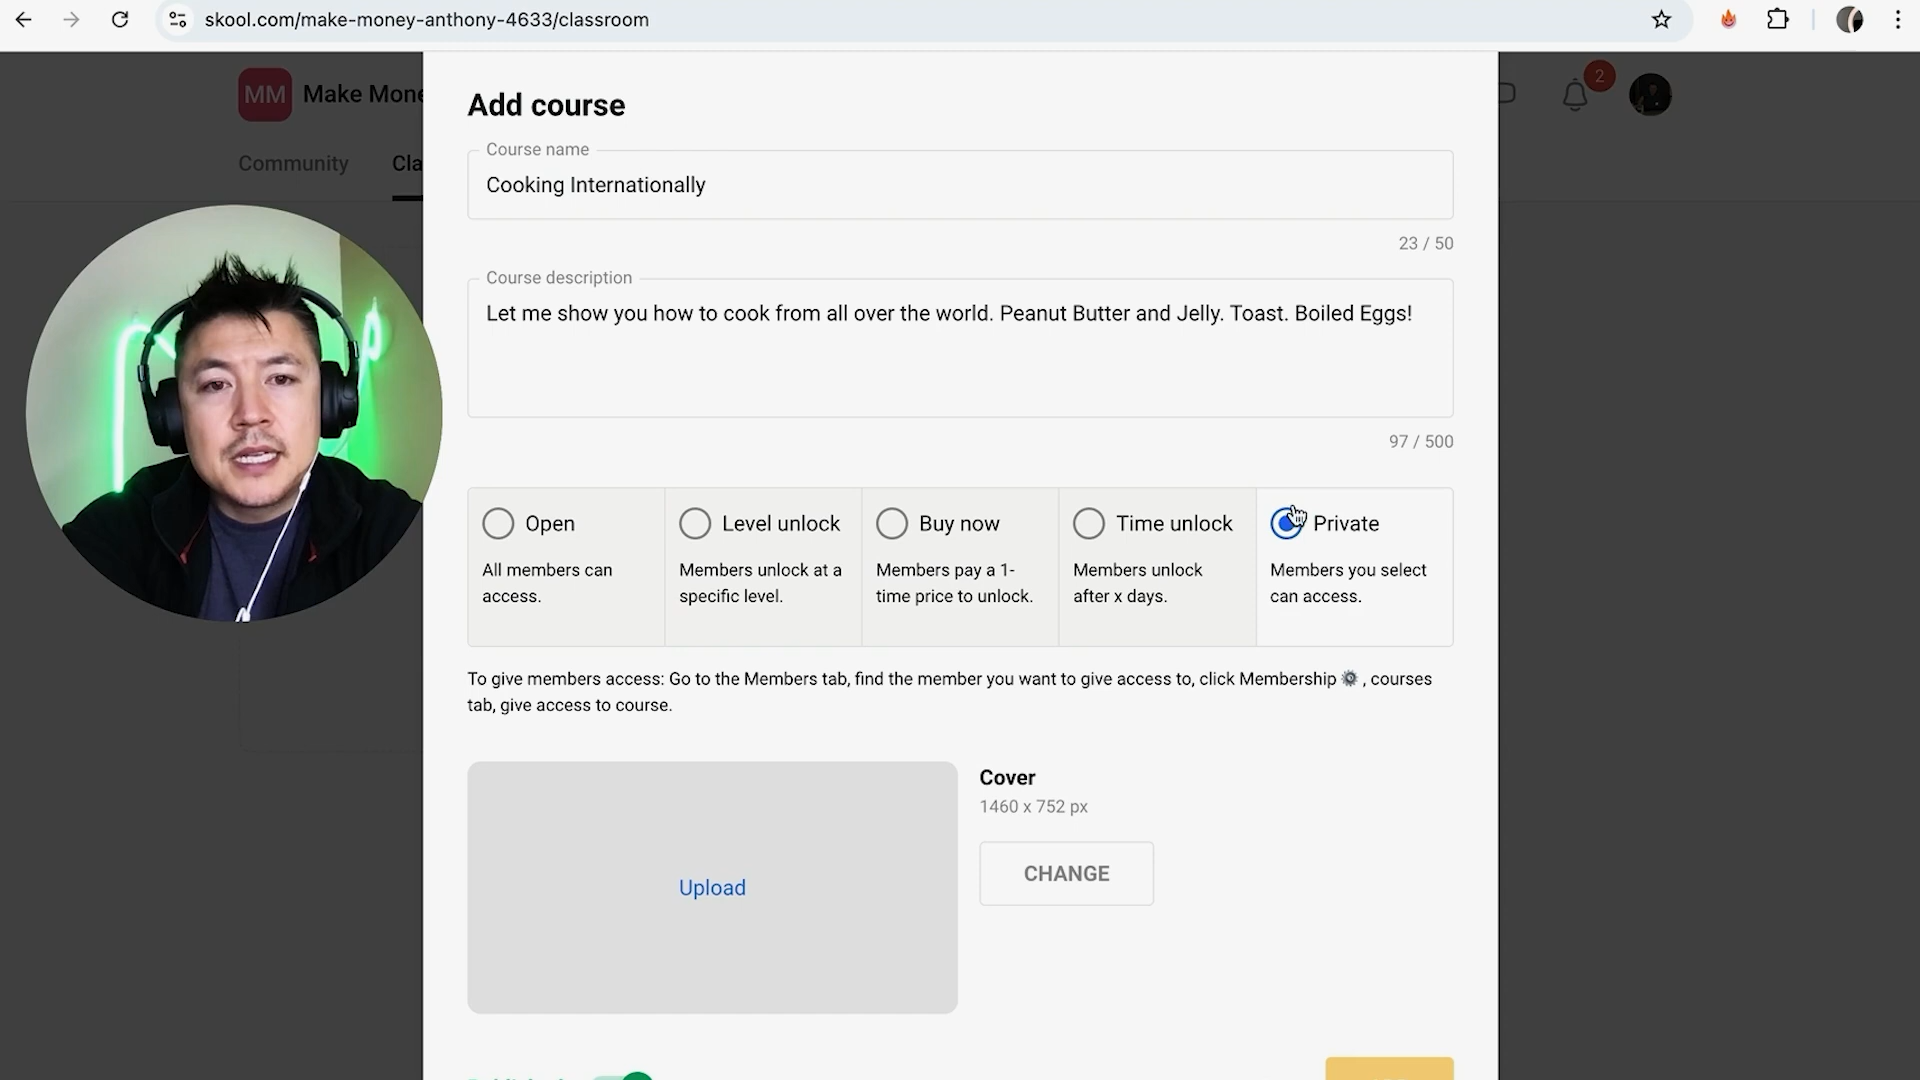 skool.com/make-money-anthony-4633/classroom
MM Make Mone
2
Community Cla
Add course
Course name
Cooking Internationally
23 / 50
Course description
Let me show you how to cook from all over the world. Peanut Butter and Jelly. Toast. Boiled Eggs!
97 / 500
Open
All members can
access.
Level unlock
Members unlock at a
specific level.
Buy now
Members pay a 1-
time price to unlock.
Time unlock
Members unlock
after x days.
Private
Members you select
can access.
To give members access: Go to the Members tab, find the member you want to give access to, click Membership , courses
tab, give access to course.
Upload
Cover
1460 x 752 px
CHANGE